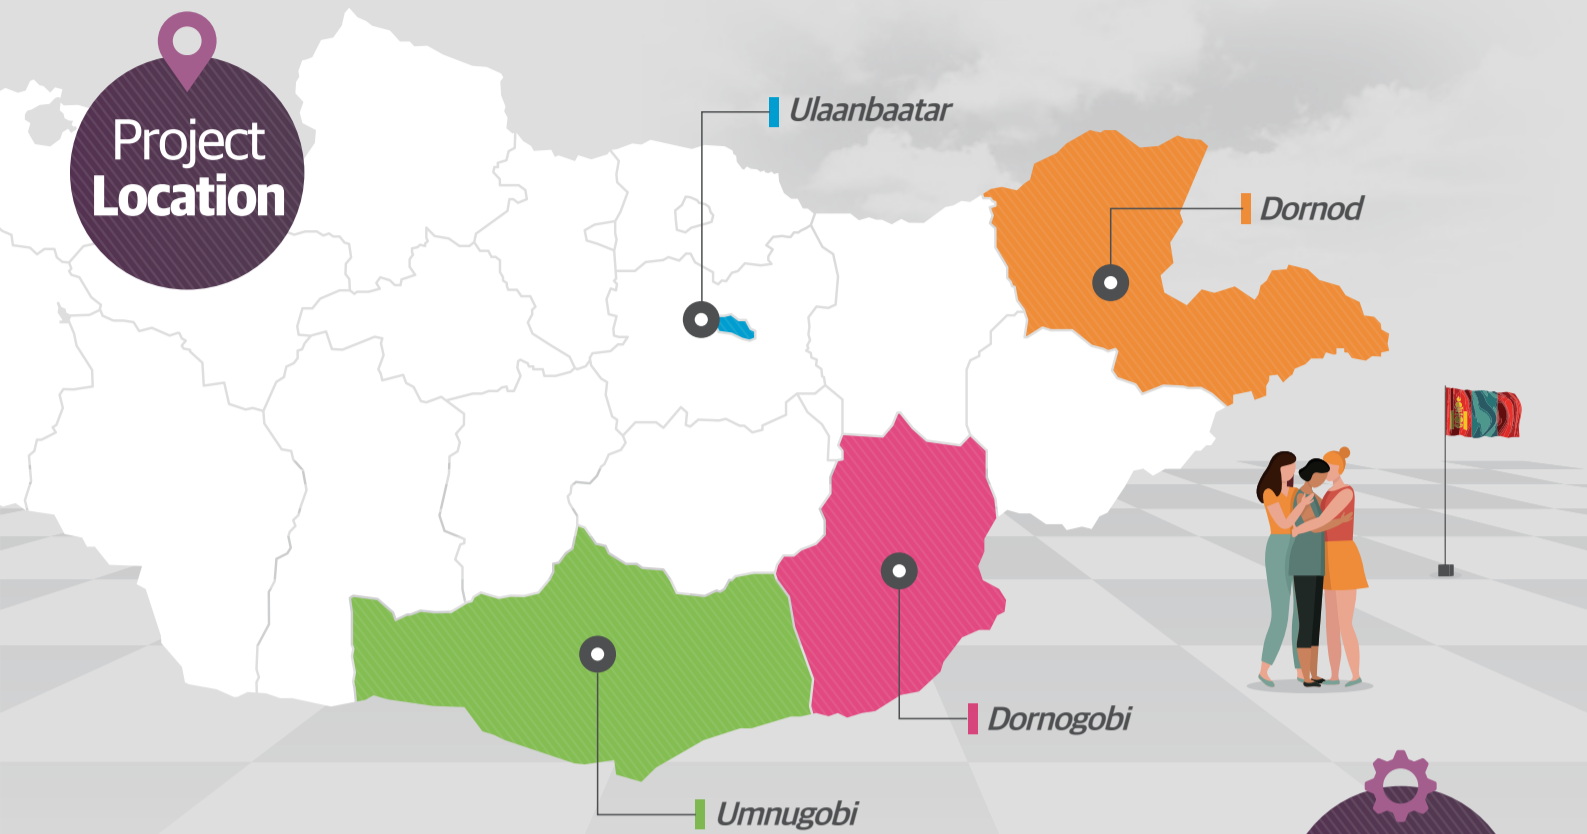 Project
Location
Ulaanbaatar
Dornod
Dornogobi
Umnugobi